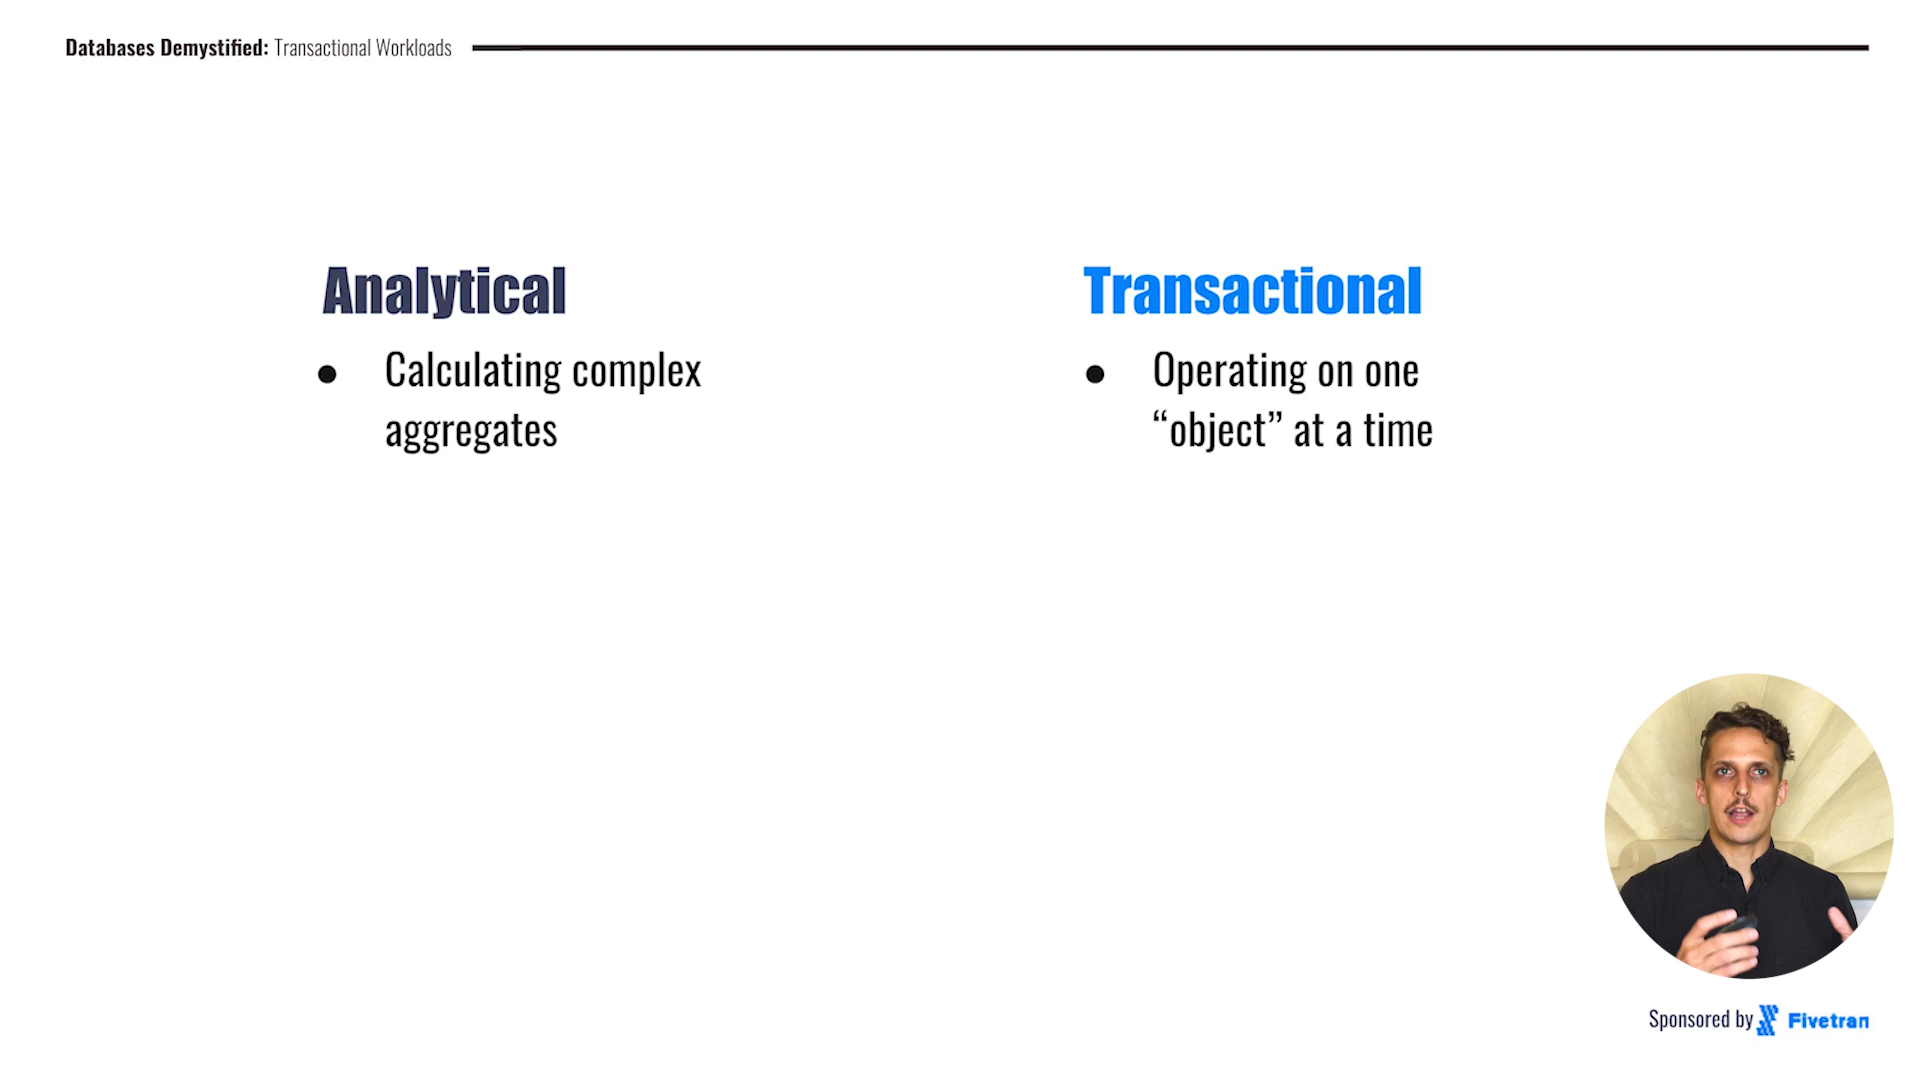 Databases Demystified: Transactional Workloads
Analytical
● Calculating complex
aggregates
Transactional
● Operating on one
“object” at a time
Sponsored by Fivetran